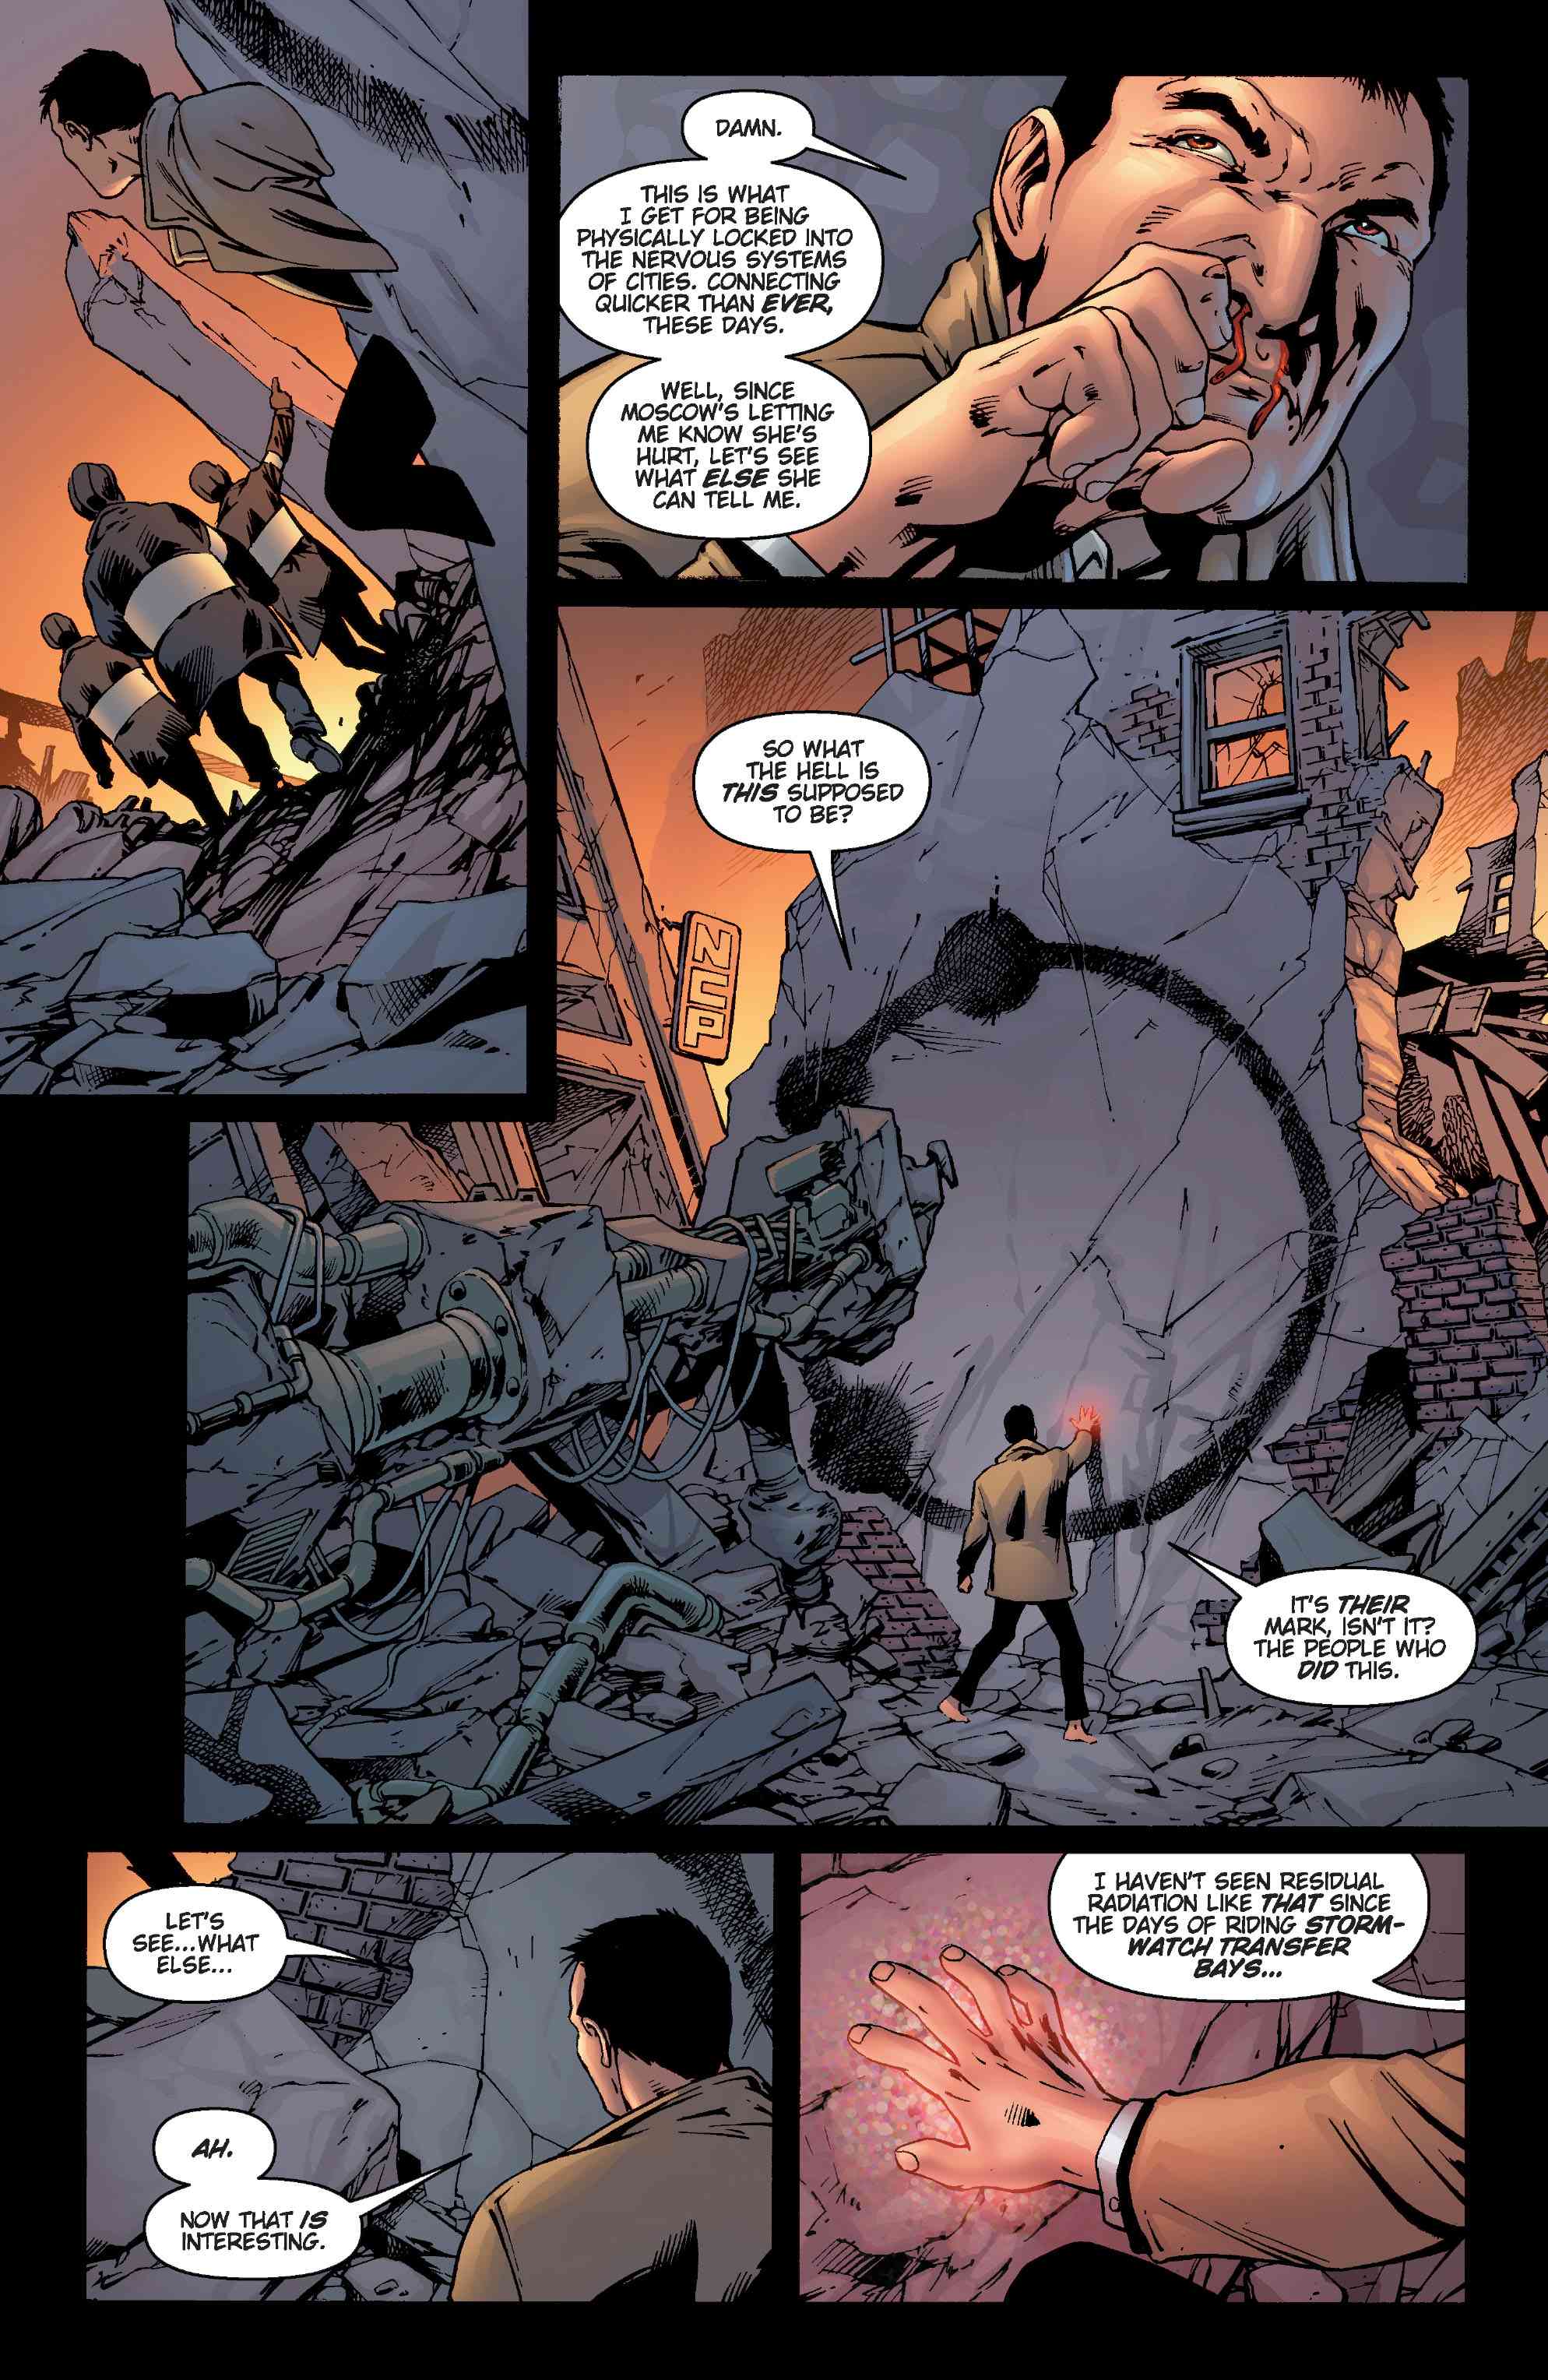 DAMN.
THIS IS WHAT
I GET FOR BEING
PHYSICALLY LOCKED INTO
THE NERVOUS SYSTEMS
OF CITIES. CONNECTING
QUICKER THAN EVER,
THESE DAYS.
WELL, SINCE
MOSCOW'S LETTING
ME KNOW SHE'S
HURT, LET'S SEE
WHAT ELSE SHE
CAN TELL ME.
SO WHAT
THE HELL IS
THIS SUPPOSED
TO BE?
NCP
IT'S THEIR
MARK, ISN'T IT?
THE PEOPLE WHO
DID THIS.
LET'S
SEE...WHAT
ELSE...
AH.
NOW THAT IS
INTERESTING.
I HAVEN'T SEEN RESIDUAL
RADIATION LIKE THAT SINCE
THE DAYS OF RIDING STORM-
WATCH TRANSFER
BAYS...